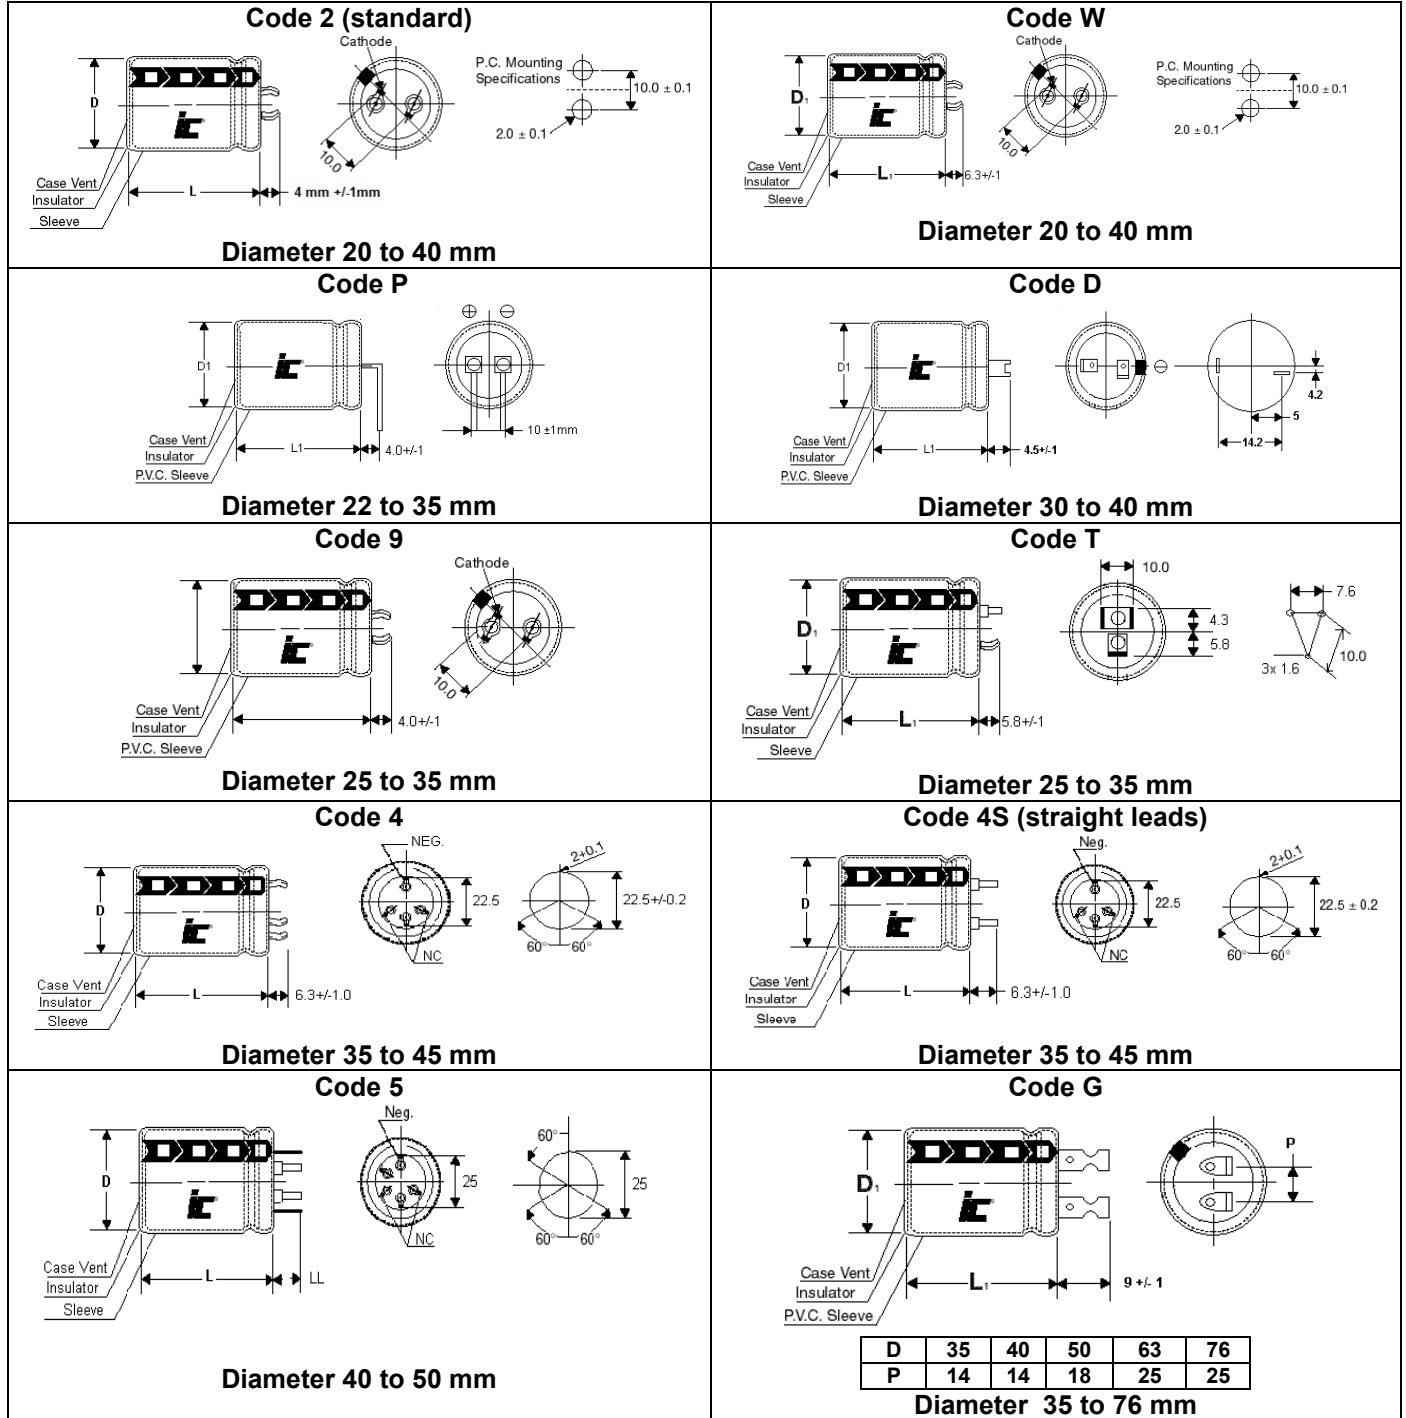 Code 2 (standard)
Cathode
P.C. Mounting
Specifications
D
10.0 ± 0.1
ic
2.0 ± 0.1
10.0
Case Vent
Insulator
Sleeve
L
4 mm +/-1mm
Diameter 20 to 40 mm
Code W
Cathode
P.C. Mounting
Specifications
D1
10.0 ± 0.1
ic
2.0 ± 0.1
10.0
Case Vent
Insulator
Sleeve
L1
6.3+/-1
Diameter 20 to 40 mm
Code P
D1
ic
Case Vent
Insulator
P.V.C. Sleeve
L1
4.0+/-1
10 ±1mm
Diameter 22 to 35 mm
Code D
D1
ic
4.2
5
14.2
Case Vent
Insulator
P.V.C. Sleeve
L1
4.5+/-1
Diameter 30 to 40 mm
Code 9
Cathode
ic
10.0
Case Vent
Insulator
P.V.C. Sleeve
4.0+/-1
Diameter 25 to 35 mm
Code T
10.0
7.6
D1
4.3
5.8
ic
10.0
3x 1.6
Case Vent
Insulator
Sleeve
L1
5.8+/-1
Diameter 25 to 35 mm
Code 4
NEG.
2+0.1
D
22.5
22.5+/-0.2
ic
60° 60°
NC
Case Vent
Insulator
Sleeve
L
6.3+/-1.0
Diameter 35 to 45 mm
Code 4S (straight leads)
Neg.
2+0.1
D
22.5
22.5 ± 0.2
ic
60° 60°
NC
Case Vent
Insulator
Sleeve
L
6.3+/-1.0
Diameter 35 to 45 mm
Code 5
Neg.
60°
D
25
25
ic
NC
60° 60°
Case Vent
Insulator
Sleeve
L
LL
Diameter 40 to 50 mm
Code G
P
D1
ic
Case Vent
Insulator
P.V.C. Sleeve
L1
9 +/- 1
D 35 40 50 63 76
P 14 14 18 25 25
Diameter 35 to 76 mm